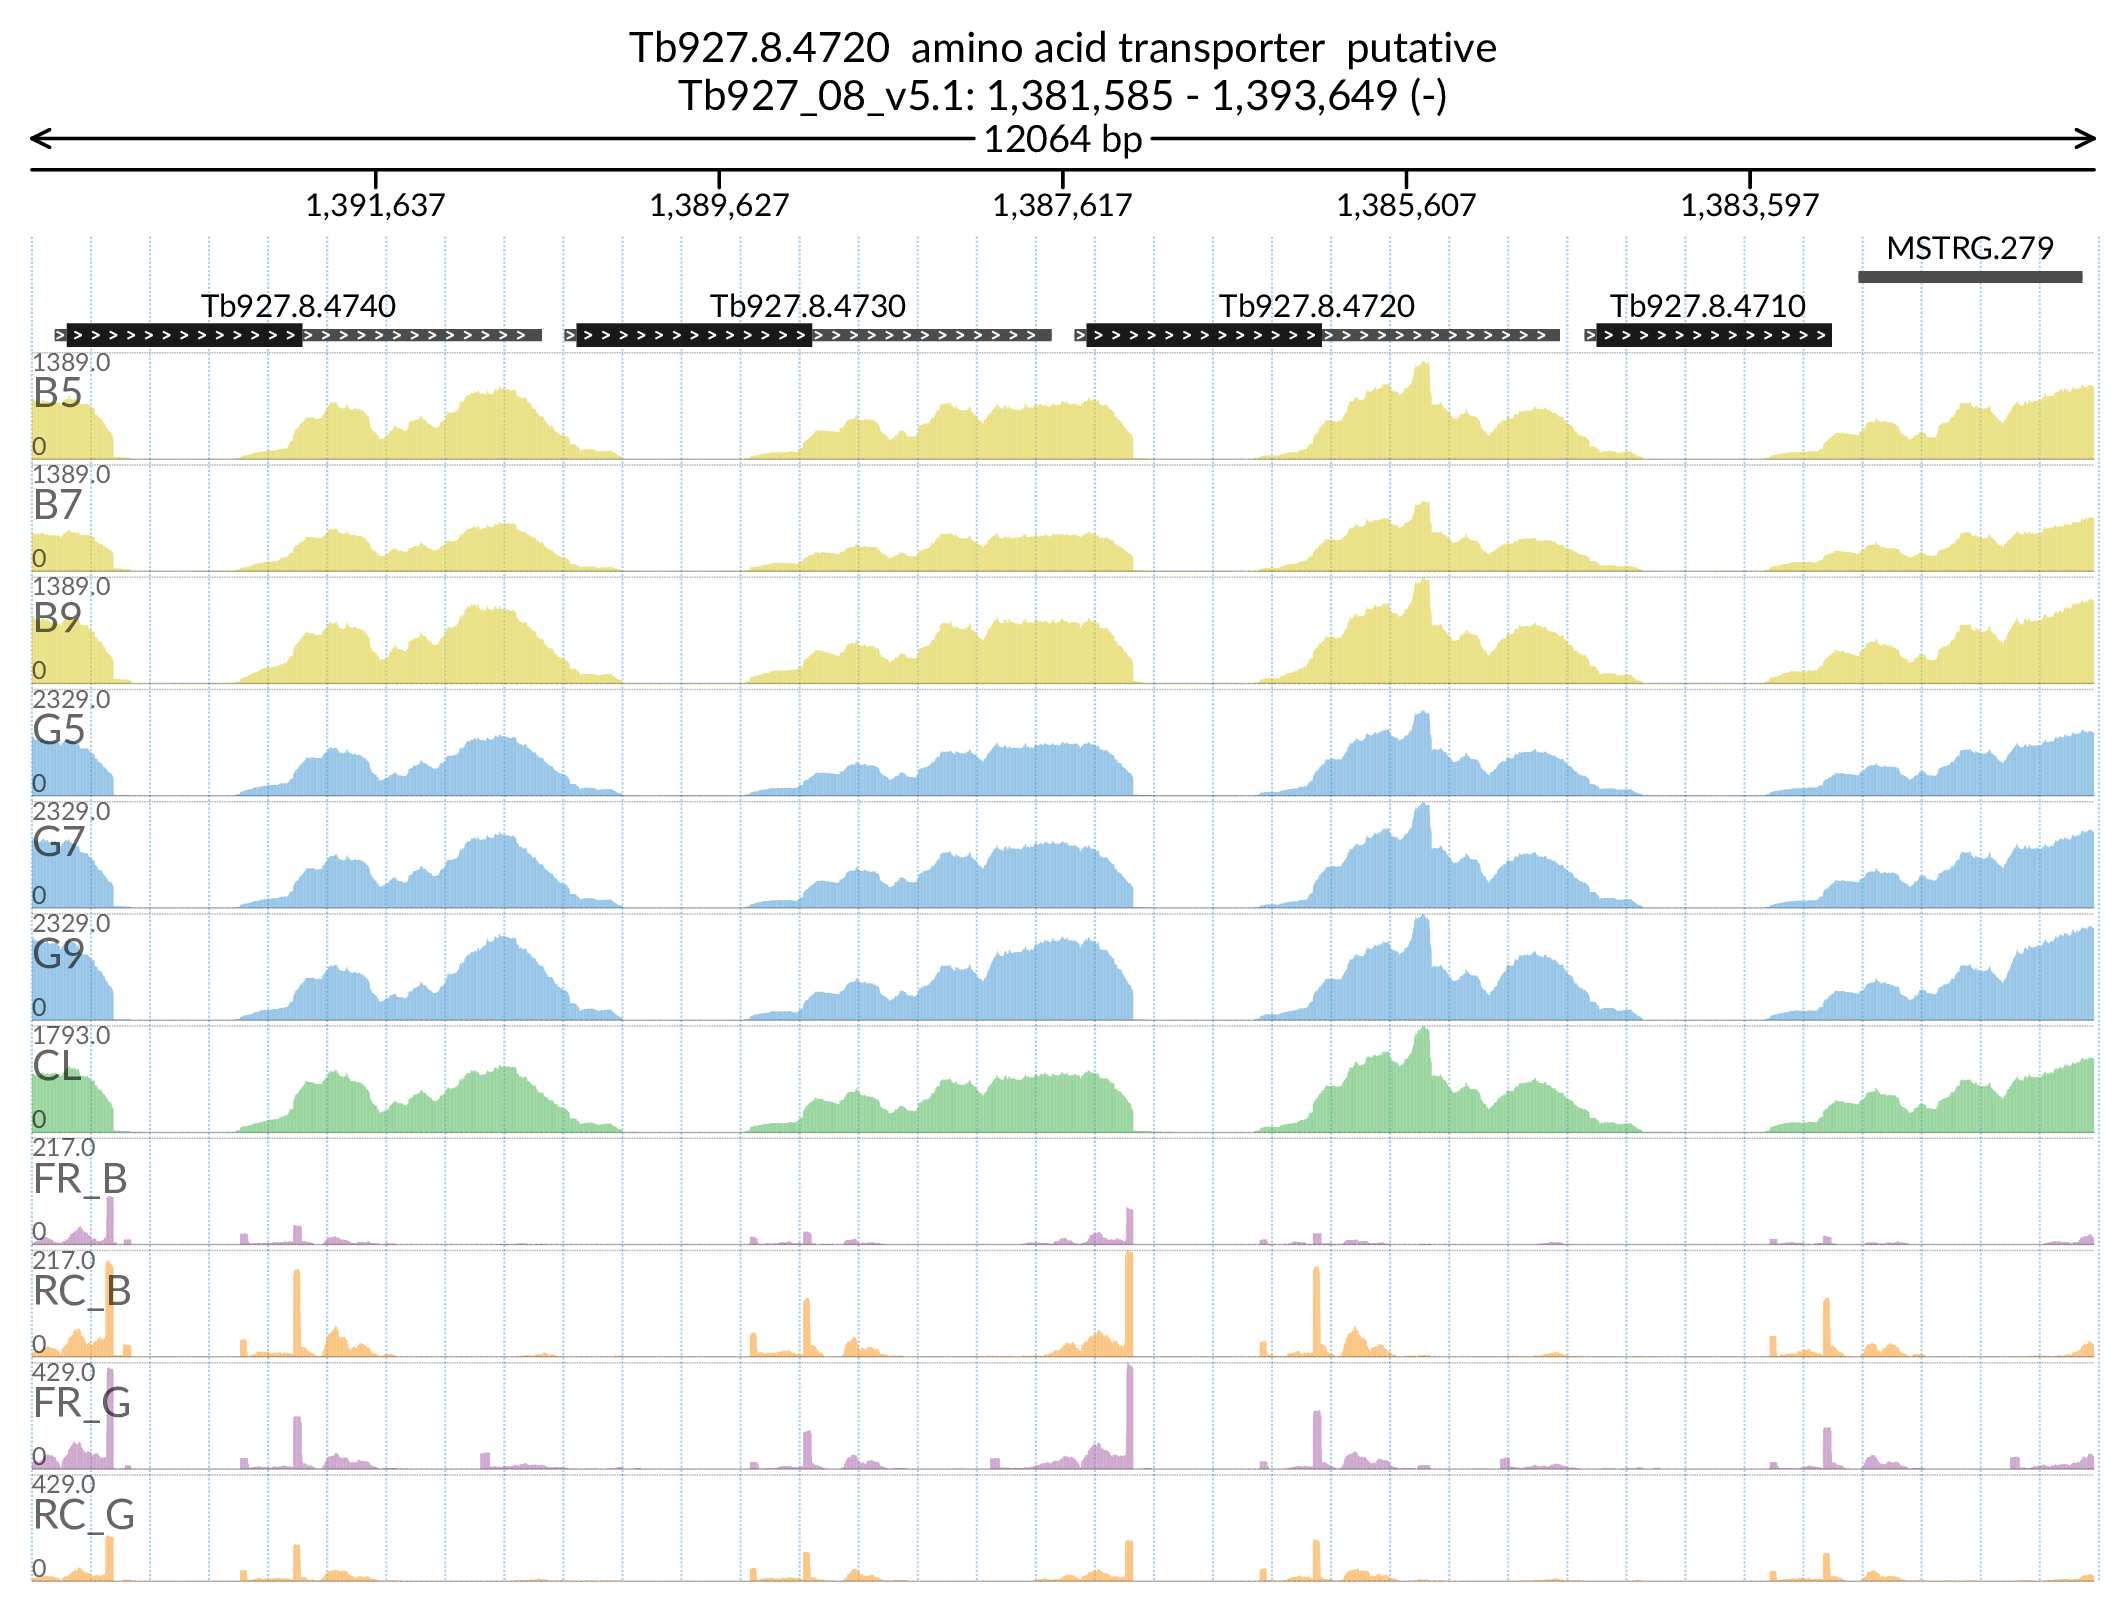 Tb927.8.4720  amino acid transporter  putative
Tb927_08_v5.1: 1,381,585 - 1,393,649 (-)
12064 bp
1,391,637 1,389,627 1,387,617 1,385,607 1,383,597
MSTRG.279
Tb927.8.4740 Tb927.8.4730 Tb927.8.4720 Tb927.8.4710
1389.0
B5
0
1389.0
B7
0
1389.0
B9
0
2329.0
G5
0
2329.0
G7
0
2329.0
G9
0
1793.0
CL
0
217.0
FR_B
0
217.0
RC_B
0
429.0
FR_G
0
429.0
RC_G
0